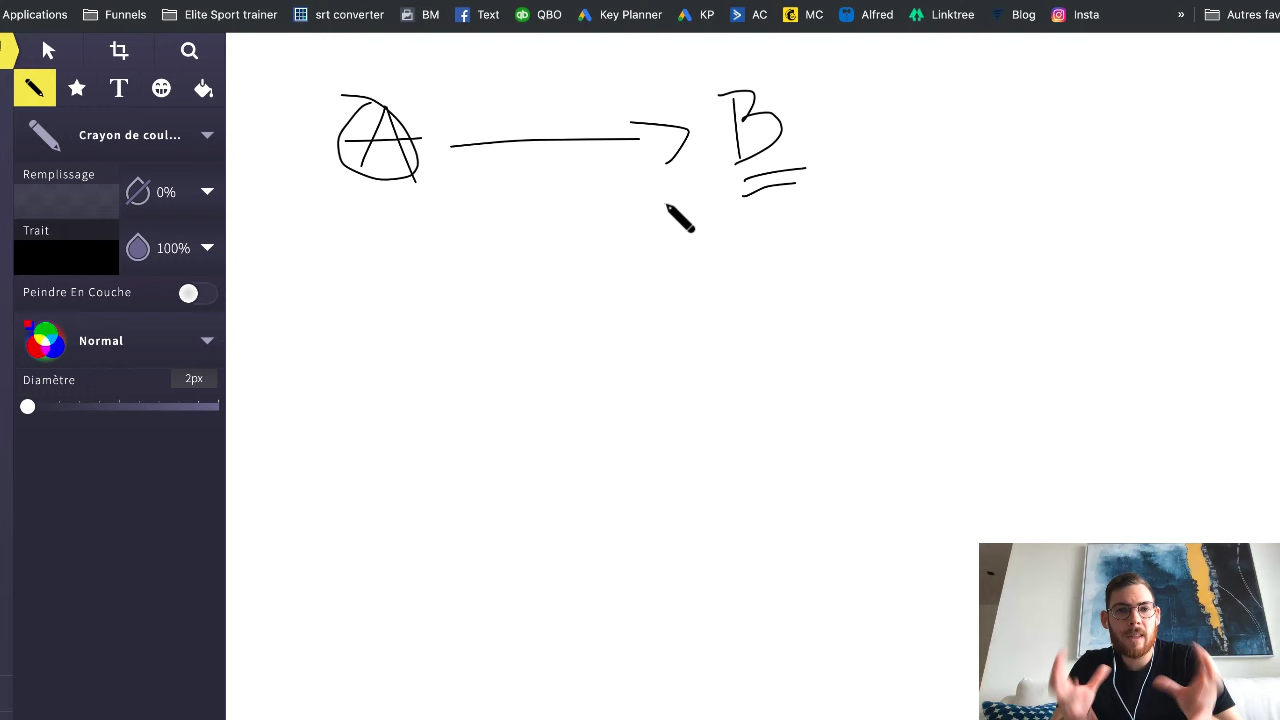 Applications Funnels Elite Sport trainer srt converter BM Text QBO Key Planner KP AC MC Alfred Linktree Blog Insta » Autres fav
A B
T
Crayon de coul...
Remplissage
0%
Trait
100%
Peindre En Couche
Normal
Diamètre
2px